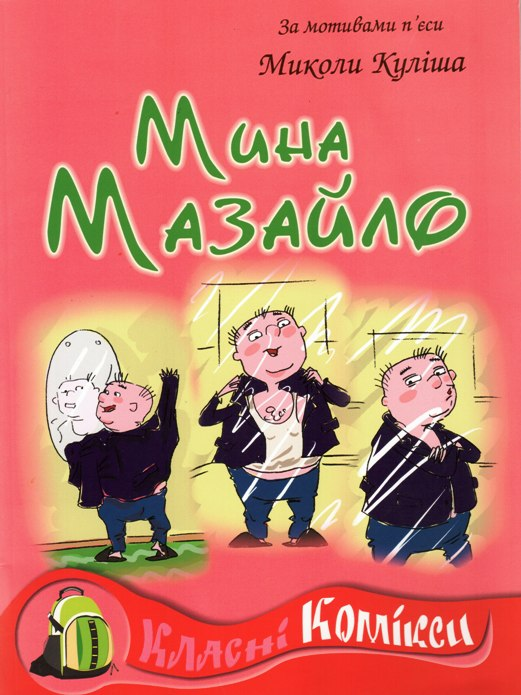 За мотивами п'єси
Миколи Куліша
Мина
Мазайло
Класні Комікси